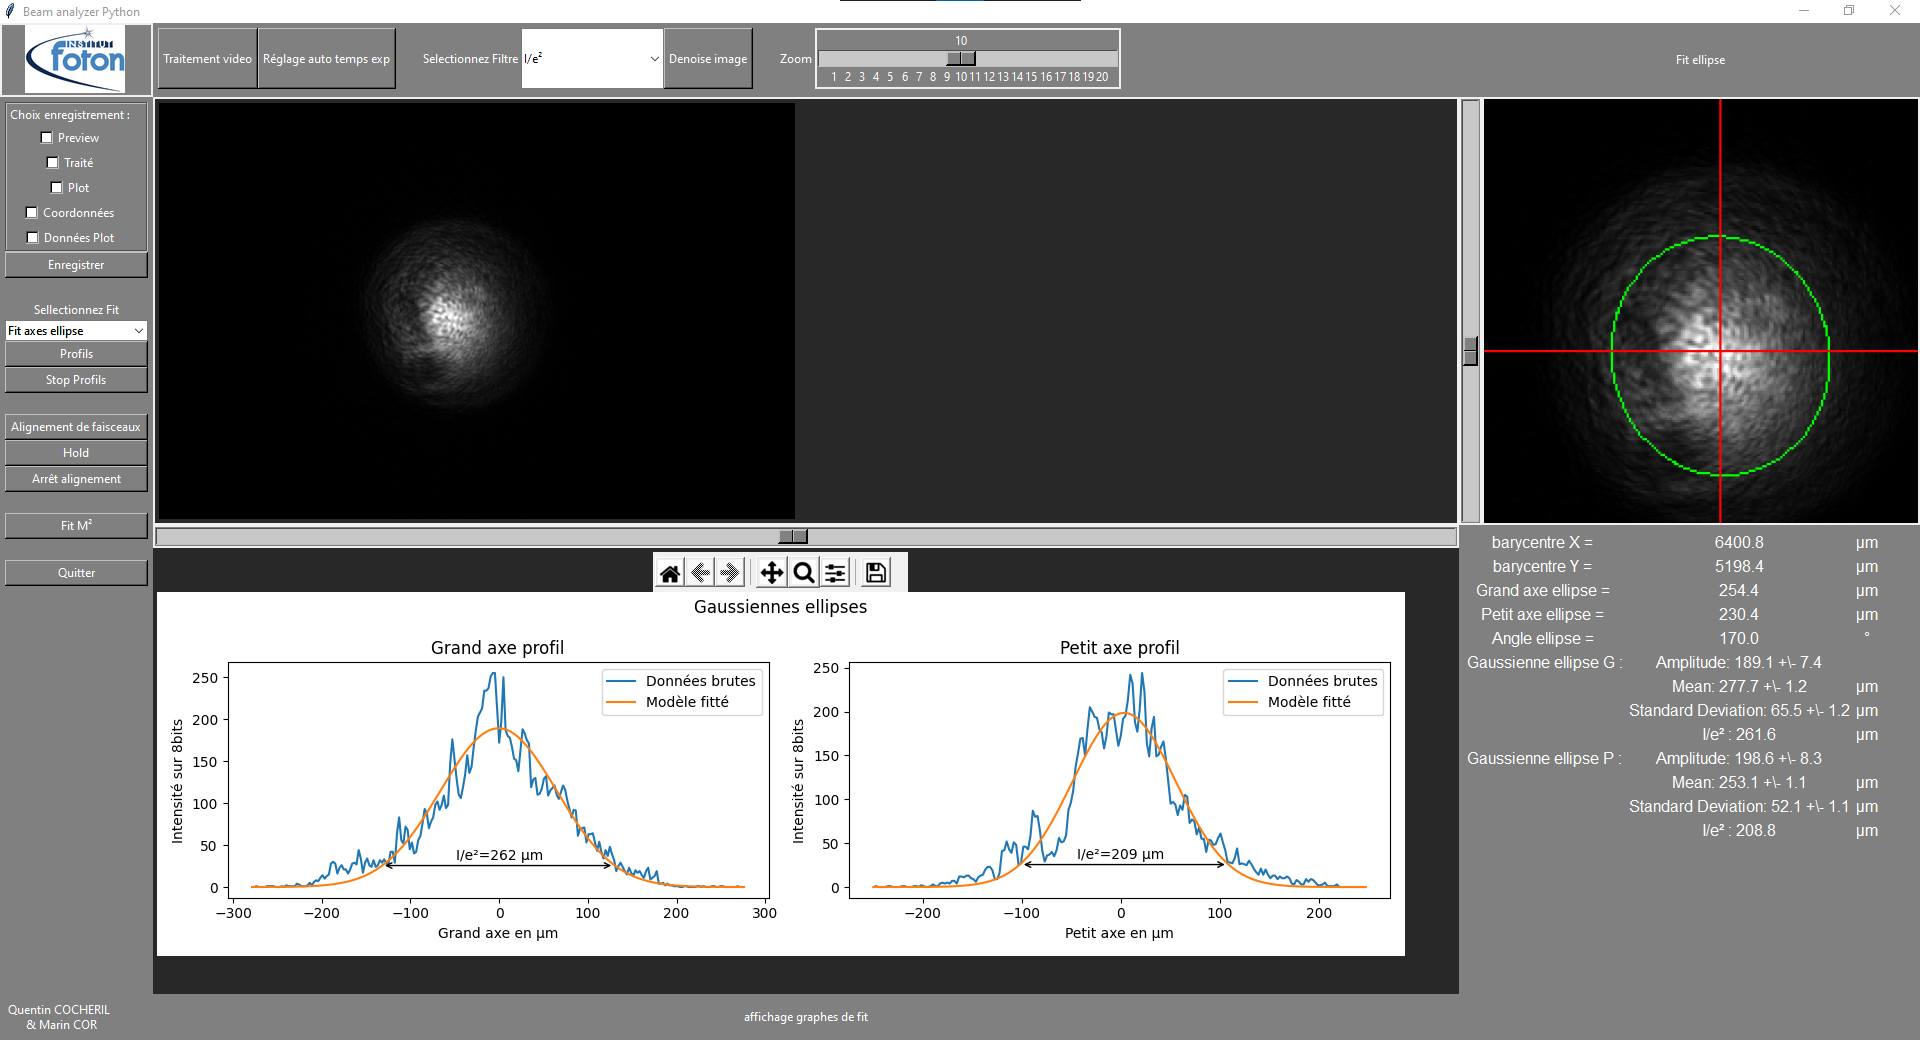 Beam analyzer Python
INSTITUT
foton
Traitement video
Réglage auto temps exp
Selectionnez Filtre
I/e²
Denoise image
Zoom
10
1 2 3 4 5 6 7 8 9 10 11 12 13 14 15 16 17 18 19 20
Fit ellipse
Choix enregistrement :
Preview
Traité
Plot
Coordonnées
Données Plot
Enregistrer
Sellectionnez Fit
Fit axes ellipse
Profils
Stop Profils
Alignement de faisceaux
Hold
Arrêt alignement
Fit M²
Quitter
Gaussiennes ellipses
Grand axe profil
250
200
150
100
50
0
Intensité sur 8bits
Données brutes
Modèle fitté
I/e²=262 µm
−300 −200 −100 0 100 200 300
Grand axe en µm
Petit axe profil
250
200
150
100
50
0
Intensité sur 8bits
Données brutes
Modèle fitté
I/e²=209 µm
−200 −100 0 100 200
Petit axe en µm
barycentre X = 6400.8 µm
barycentre Y = 5198.4 µm
Grand axe ellipse = 254.4 µm
Petit axe ellipse = 230.4 µm
Angle ellipse = 170.0 °
Gaussienne ellipse G : Amplitude: 189.1 +\- 7.4
Mean: 277.7 +\- 1.2 µm
Standard Deviation: 65.5 +\- 1.2 µm
I/e² : 261.6 µm
Gaussienne ellipse P : Amplitude: 198.6 +\- 8.3
Mean: 253.1 +\- 1.1 µm
Standard Deviation: 52.1 +\- 1.1 µm
I/e² : 208.8 µm
Quentin COCHERIL
& Marin COR
affichage graphes de fit